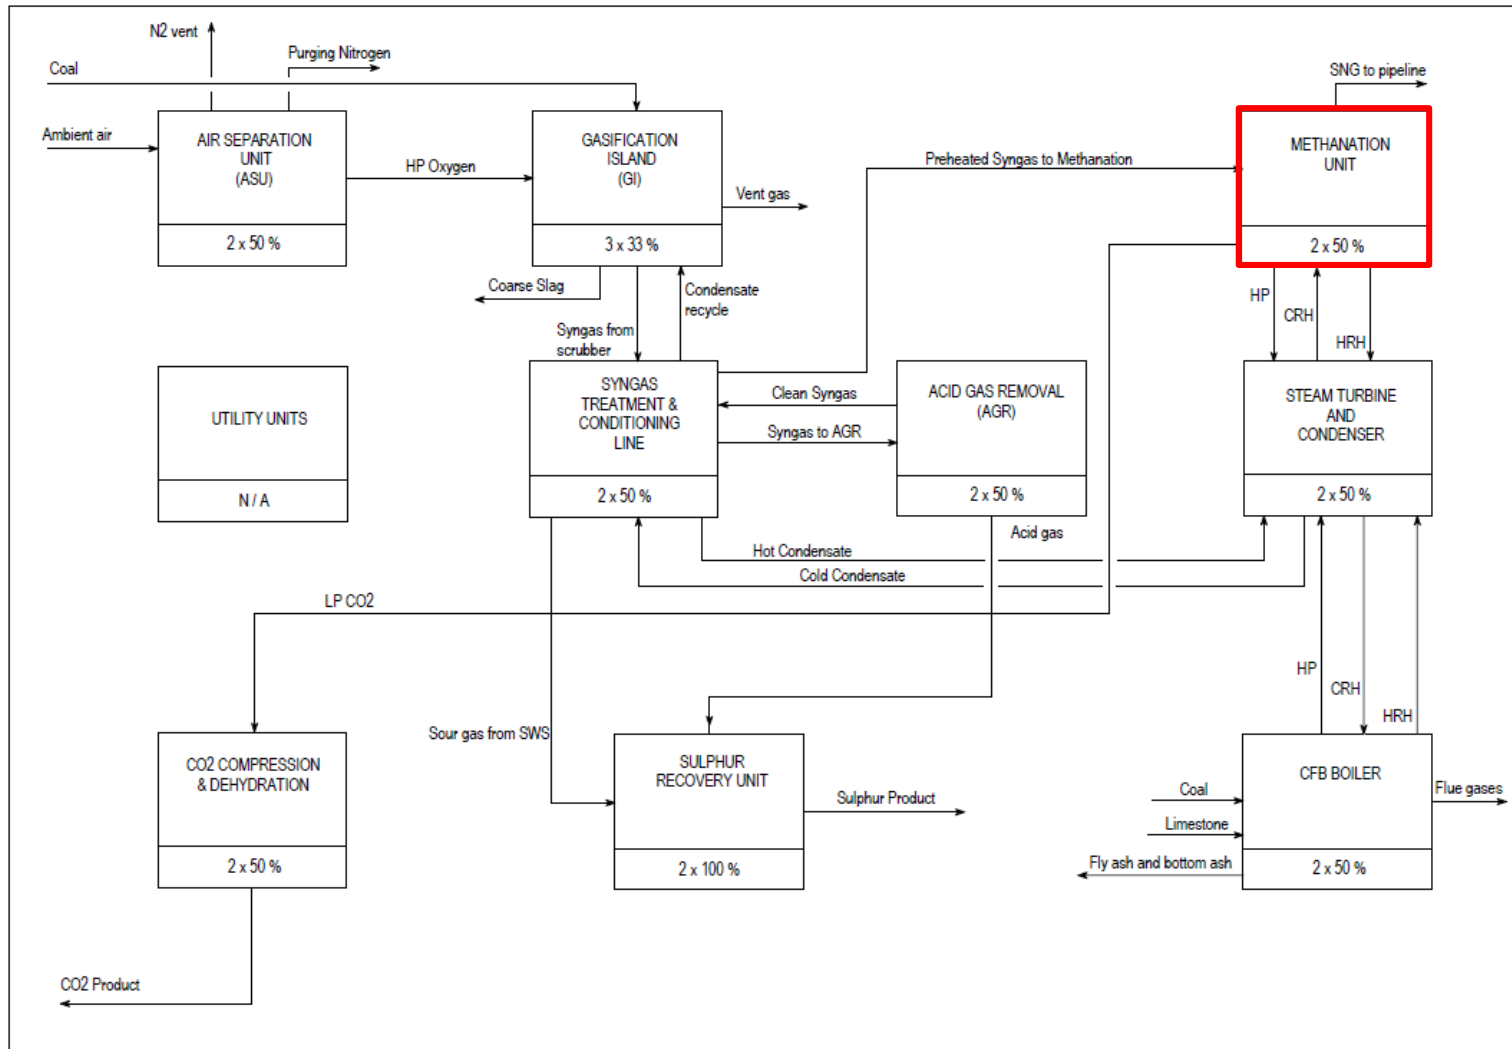 N2 vent
Purging Nitrogen
Coal
SNG to pipeline
Ambient air
AIR SEPARATION
UNIT
(ASU)
2 x 50 %
HP Oxygen
GASIFICATION
ISLAND
(GI)
3 x 33 %
Vent gas
Preheated Syngas to Methanation
METHANATION
UNIT
2 x 50 %
Coarse Slag
Condensate
recycle
Syngas from
scrubber
HP
CRH
HRH
UTILITY UNITS
N / A
SYNGAS
TREATMENT &
CONDITIONING
LINE
2 x 50 %
Clean Syngas
Syngas to AGR
ACID GAS REMOVAL
(AGR)
2 x 50 %
STEAM TURBINE
AND
CONDENSER
2 x 50 %
Acid gas
Hot Condensate
Cold Condensate
LP CO2
HP
CRH
HRH
Sour gas from SWS
CO2 COMPRESSION
& DEHYDRATION
2 x 50 %
SULPHUR
RECOVERY UNIT
2 x 100 %
Sulphur Product
CFB BOILER
2 x 50 %
Coal
Limestone
Fly ash and bottom ash
Flue gases
CO2 Product